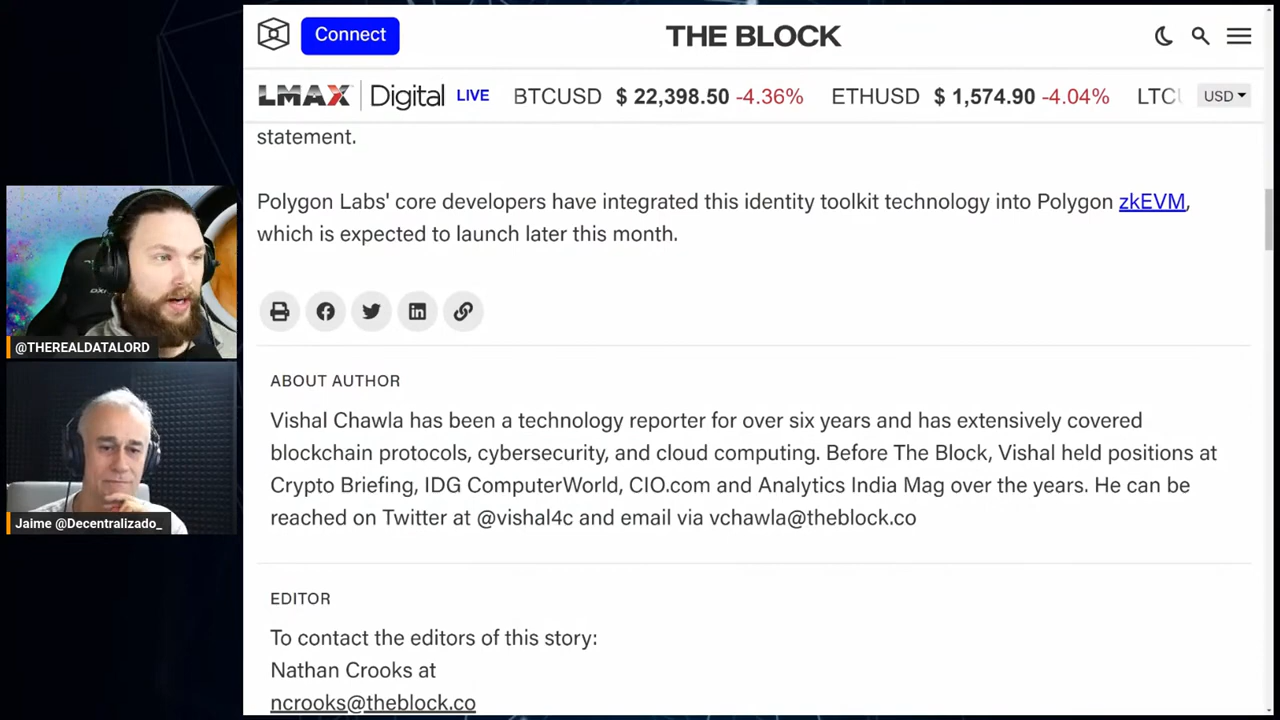 Connect
THE BLOCK
LMAX Digital LIVE BTCUSD $ 22,398.50 -4.36% ETHUSD $ 1,574.90 -4.04% LTC USD
statement.
Polygon Labs' core developers have integrated this identity toolkit technology into Polygon zkEVM,
which is expected to launch later this month.
@THEREALDATALORD
ABOUT AUTHOR
Vishal Chawla has been a technology reporter for over six years and has extensively covered
blockchain protocols, cybersecurity, and cloud computing. Before The Block, Vishal held positions at
Crypto Briefing, IDG ComputerWorld, CIO.com and Analytics India Mag over the years. He can be
reached on Twitter at @vishal4c and email via vchawla@theblock.co
Jaime @Decentralizado_
EDITOR
To contact the editors of this story:
Nathan Crooks at
ncrooks@theblock.co